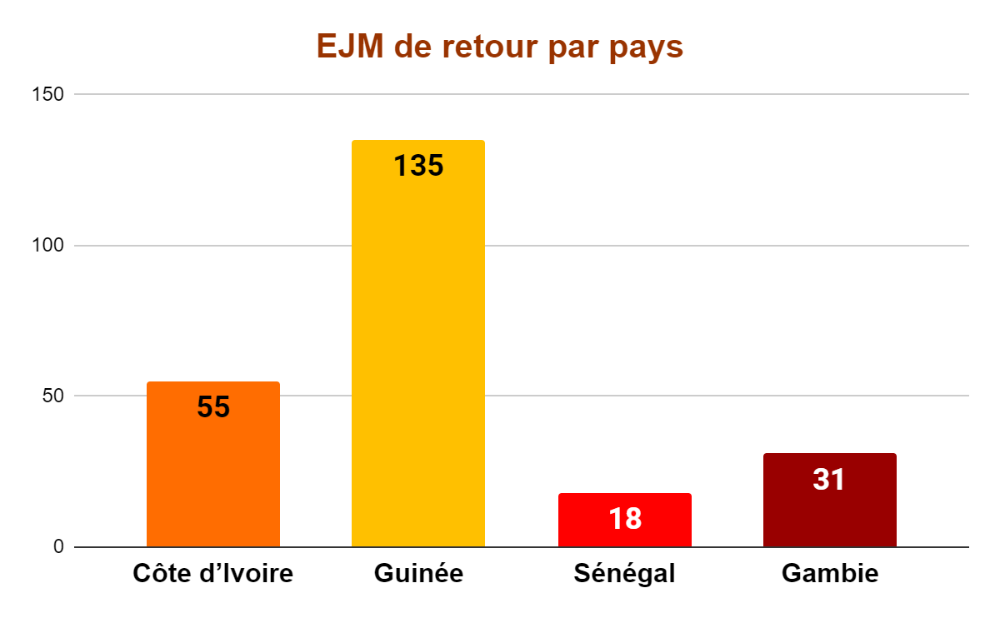 EJM de retour par pays
150
100
50
0
55
135
18
31
Côte d’Ivoire
Guinée
Sénégal
Gambie